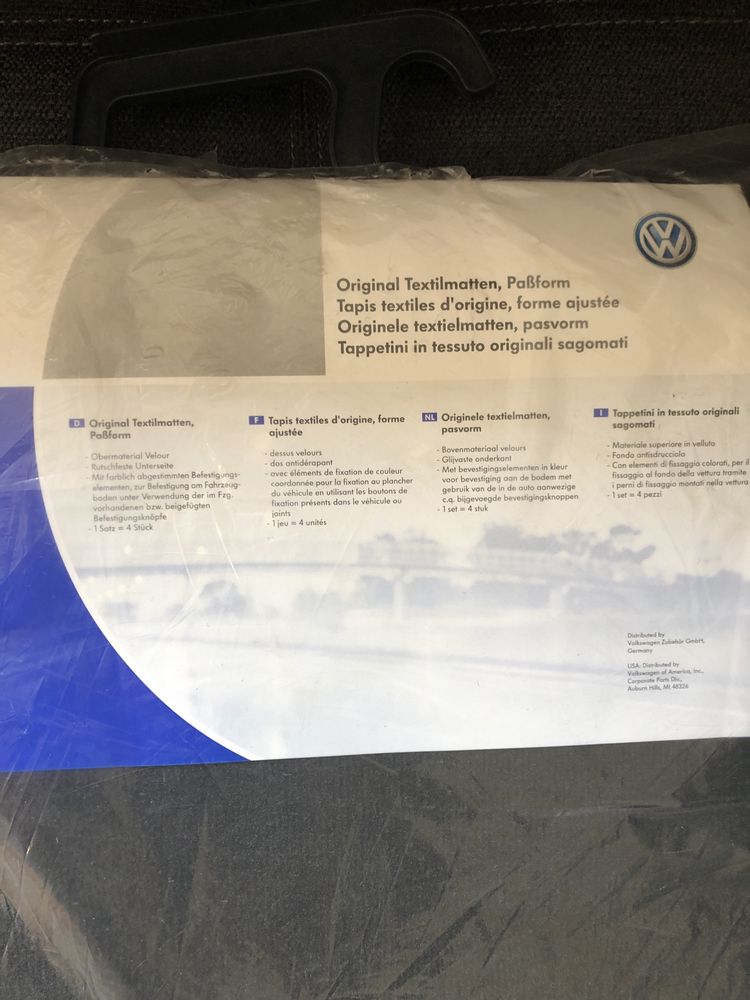 VW
Original Textilmatten, Paßform
Tapis textiles d'origine, forme ajustée
Originele textielmatten, pasvorm
Tappetini in tessuto originali sagomati
D Original Textilmatten,
Paßform
- Obermaterial Velour
- Rutschfeste Unterseite
- Mit farblich abgestimmten Befestigungs-
elementen, zur Befestigung am Fahrzeug-
boden unter Verwendung der im Fzg.
vorhandenen bzw. beigefügten
Befestigungsknöpfe
- 1 Satz = 4 Stück
F Tapis textiles d'origine, forme
ajustée
- dessus velours
- dos antidérapant
- avec éléments de fixation de couleur
coordonnée pour la fixation au plancher
du véhicule en utilisant les boutons de
fixation présents dans le véhicule ou
joints
- 1 jeu = 4 unités
NL Originele textielmatten,
pasvorm
- Bovenmateriaal velours
- Glijvaste onderkant
- Met bevestigingselementen in kleur
voor bevestiging aan de bodem met
gebruik van de in de auto aanwezige
c.q. bijgevoegde bevestigingsknoppen
- 1 set = 4 stuk
I Tappetini in tessuto originali
sagomati
- Materiale superiore in velluto
- Fondo antisdrucciolo
- Con elementi di fissaggio colorati, per il
fissaggio al fondo della vettura tramite
i perni di fissaggio montati nella vettura
- 1 set = 4 pezzi
Distributed by
Volkswagen Zubehör GmbH,
Germany
USA: Distributed by
Volkswagen of America, Inc.,
Corporate Parts Div.,
Auburn Hills, MI 48326